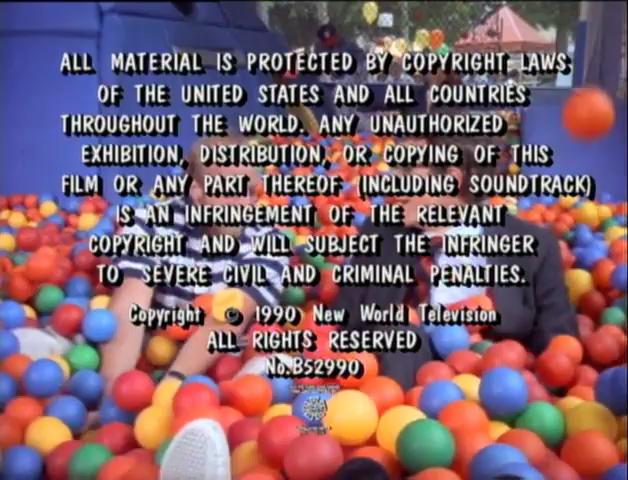 ALL MATERIAL IS PROTECTED BY COPYRIGHT LAWS
OF THE UNITED STATES AND ALL COUNTRIES
THROUGHOUT THE WORLD. ANY UNAUTHORIZED
EXHIBITION, DISTRIBUTION, OR COPYING OF THIS
FILM OR ANY PART THEREOF (INCLUDING SOUNDTRACK)
IS AN INFRINGEMENT OF THE RELEVANT
COPYRIGHT AND WILL SUBJECT THE INFRINGER
TO SEVERE CIVIL AND CRIMINAL PENALTIES.
Copyright © 1990 New World Television
ALL RIGHTS RESERVED
No.B52990